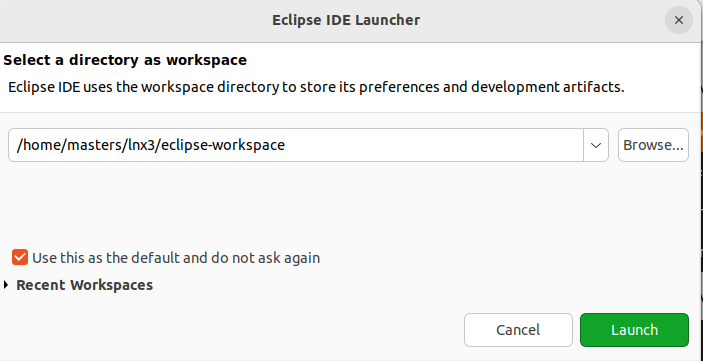 Eclipse IDE Launcher
Select a directory as workspace
Eclipse IDE uses the workspace directory to store its preferences and development artifacts.
/home/masters/lnx3/eclipse-workspace
Browse...
Use this as the default and do not ask again
Recent Workspaces
Cancel
Launch